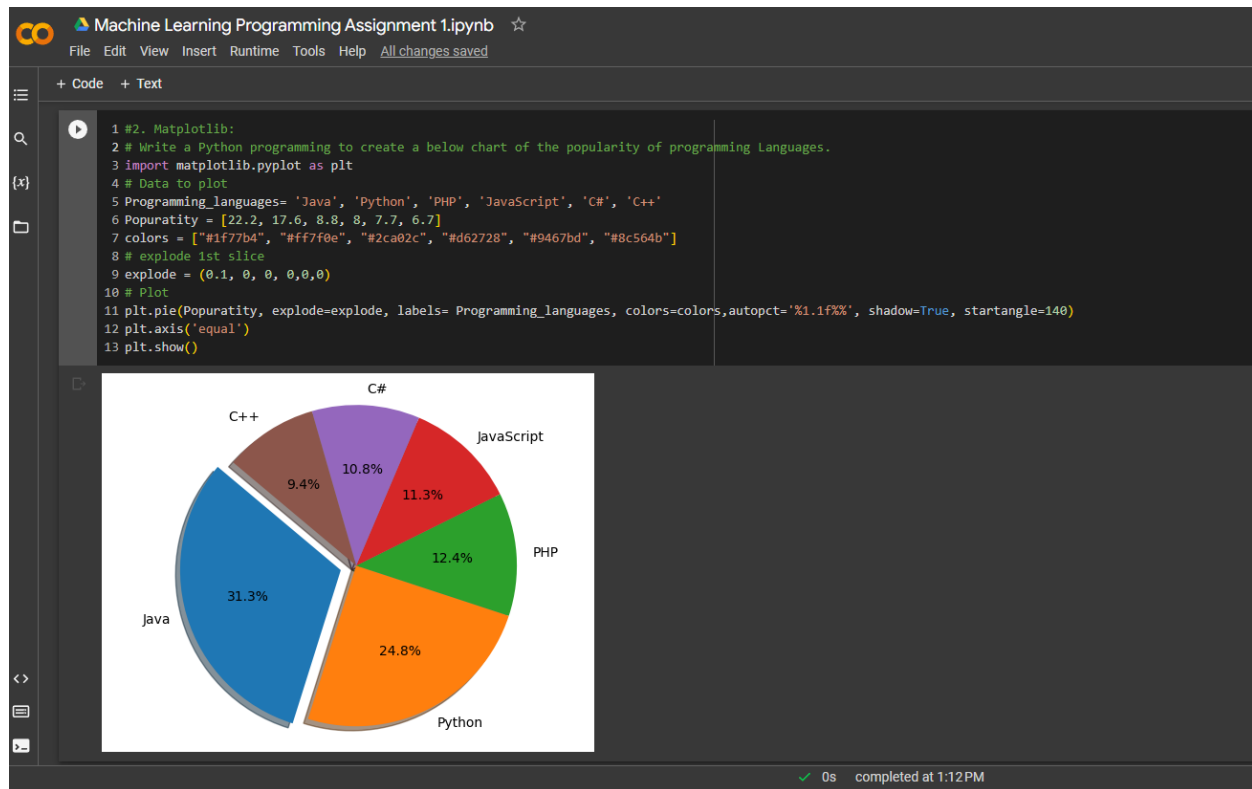 CO Machine Learning Programming Assignment 1.ipynb
File Edit View Insert Runtime Tools Help All changes saved
+ Code + Text
{x}
1 #2. Matplotlib:
2 # Write a Python programming to create a below chart of the popularity of programming Languages.
3 import matplotlib.pyplot as plt
4 # Data to plot
5 Programming_languages= 'Java', 'Python', 'PHP', 'JavaScript', 'C#', 'C++'
6 Popuratity = [22.2, 17.6, 8.8, 8, 7.7, 6.7]
7 colors = ["#1f77b4", "#ff7f0e", "#2ca02c", "#d62728", "#9467bd", "#8c564b"]
8 # explode 1st slice
9 explode = (0.1, 0, 0, 0,0,0)
10 # Plot
11 plt.pie(Popuratity, explode=explode, labels= Programming_languages, colors=colors,autopct='%1.1f%%', shadow=True, startangle=140)
12 plt.axis('equal')
13 plt.show()
C#
C++
JavaScript
10.8%
9.4%
11.3%
PHP
12.4%
31.3%
Java
24.8%
Python
0s completed at 1:12 PM